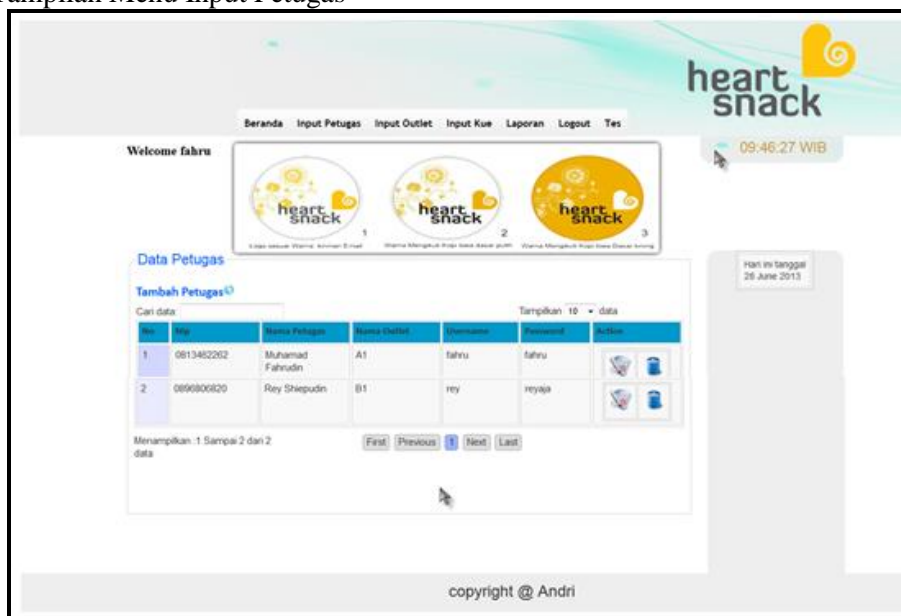 Tampilan Menu Input Petugas
heart
snack
Beranda Input Petugas Input Outlet Input Kue Laporan Logout Tes
Welcome fahru
09:46:27 WIB
heart
snack
1
heart
snack
2
heart
snack
3
Data Petugas
Hari ini tanggal
26 June 2013
Tambah Petugas
Cari data:
Tampilkan 10 data
No Nip Nama Petugas Nama Outlet Username Password Action
1 0813462262 Muhamad Fahrudin A1 fahru fahru
2 0896806820 Rey Shiepudin B1 rey reyaja
Menampilkan :1 Sampai 2 dari 2
data
First Previous 1 Next Last
copyright @ Andri